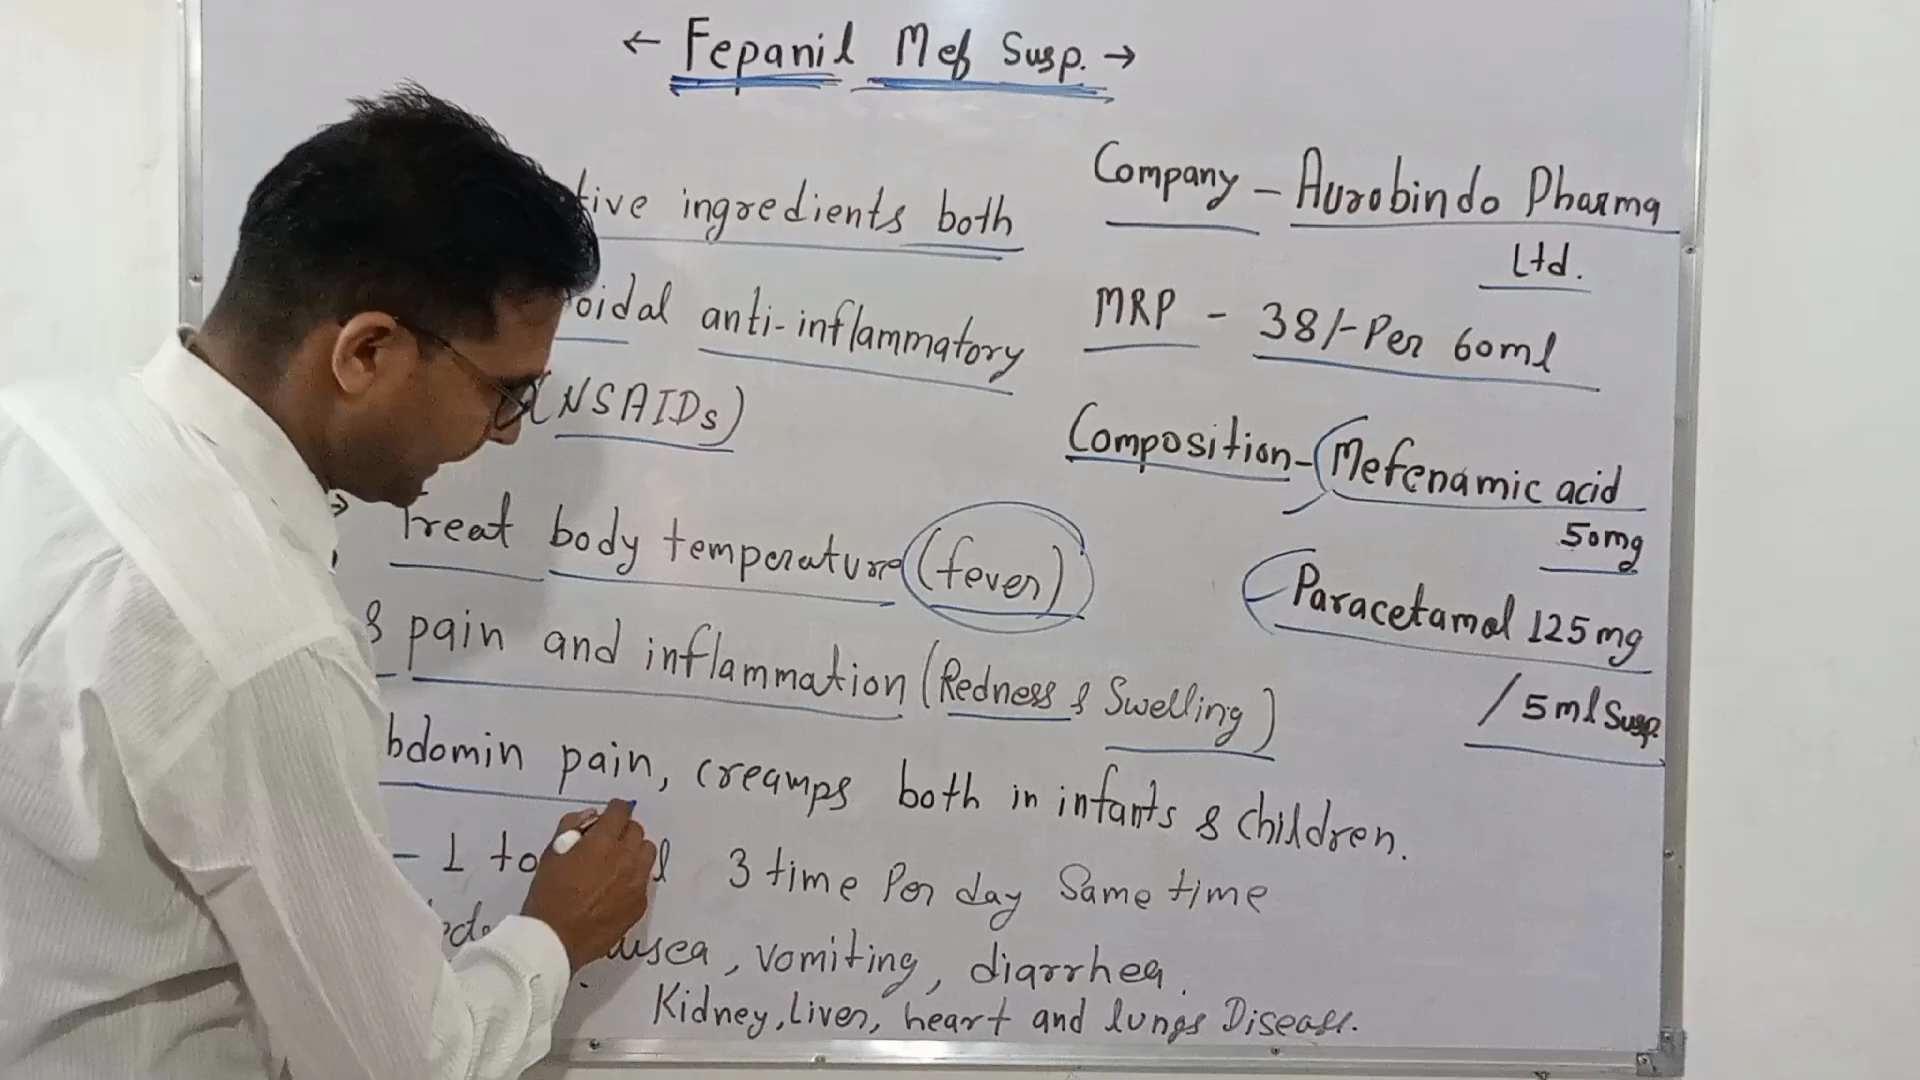 ← Fepanil Mef Susp. →
tive ingredients both
oidal anti-inflammatory
(NSAIDs)
Treat body temperature (fever)
& pain and inflammation (Redness & Swelling)
bdomin pain, creamps both in infants & children.
- 1 to l 3 time Per day Same time
usea, vomiting, diarrhea.
Kidney, Liver, heart and lungs Disease.
Company - Aurobindo Pharma
Ltd.
MRP - 38/- Per 60ml
Composition - Mefenamic acid
50mg
Paracetamol 125mg
/5ml Susp.